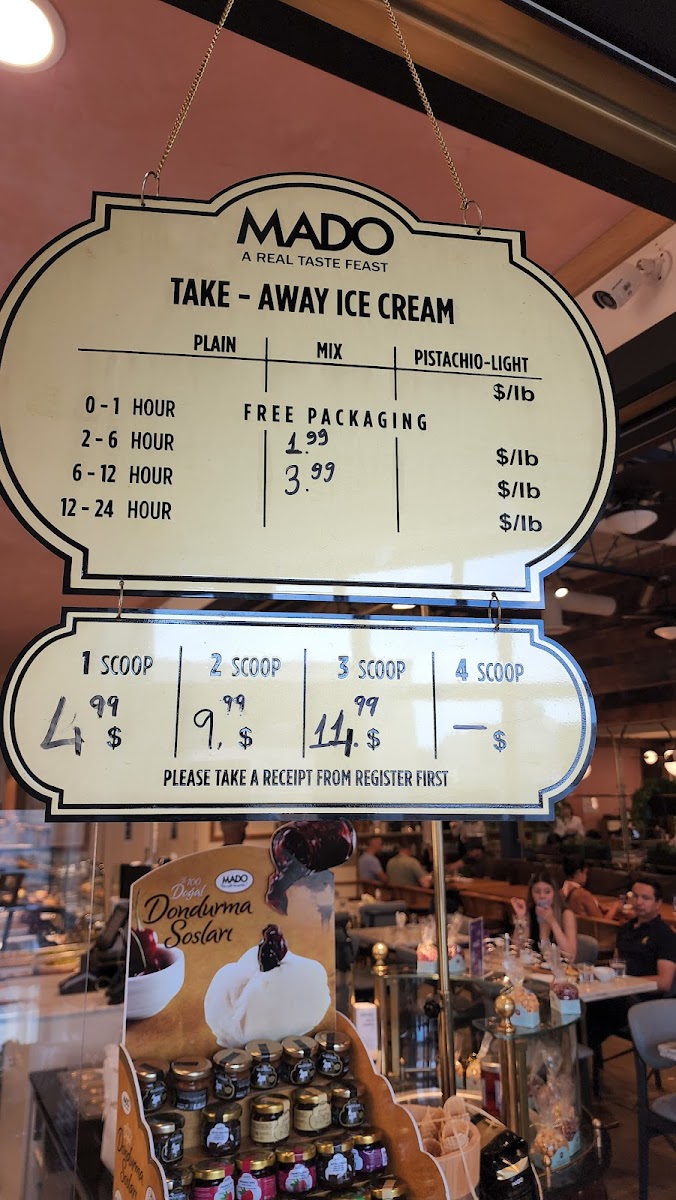 MADO
A REAL TASTE FEAST
TAKE - AWAY ICE CREAM
PLAIN MIX PISTACHIO-LIGHT
$/lb
0 - 1 HOUR FREE PACKAGING
2 - 6 HOUR 1.99 $/lb
6 - 12 HOUR 3.99 $/lb
12 - 24 HOUR $/lb
1 SCOOP 2 SCOOP 3 SCOOP 4 SCOOP
4.99 $ 9.99 $ 11.99 $ — $
PLEASE TAKE A RECEIPT FROM REGISTER FIRST
MADO
100
Doğal
Dondurma
Sosları